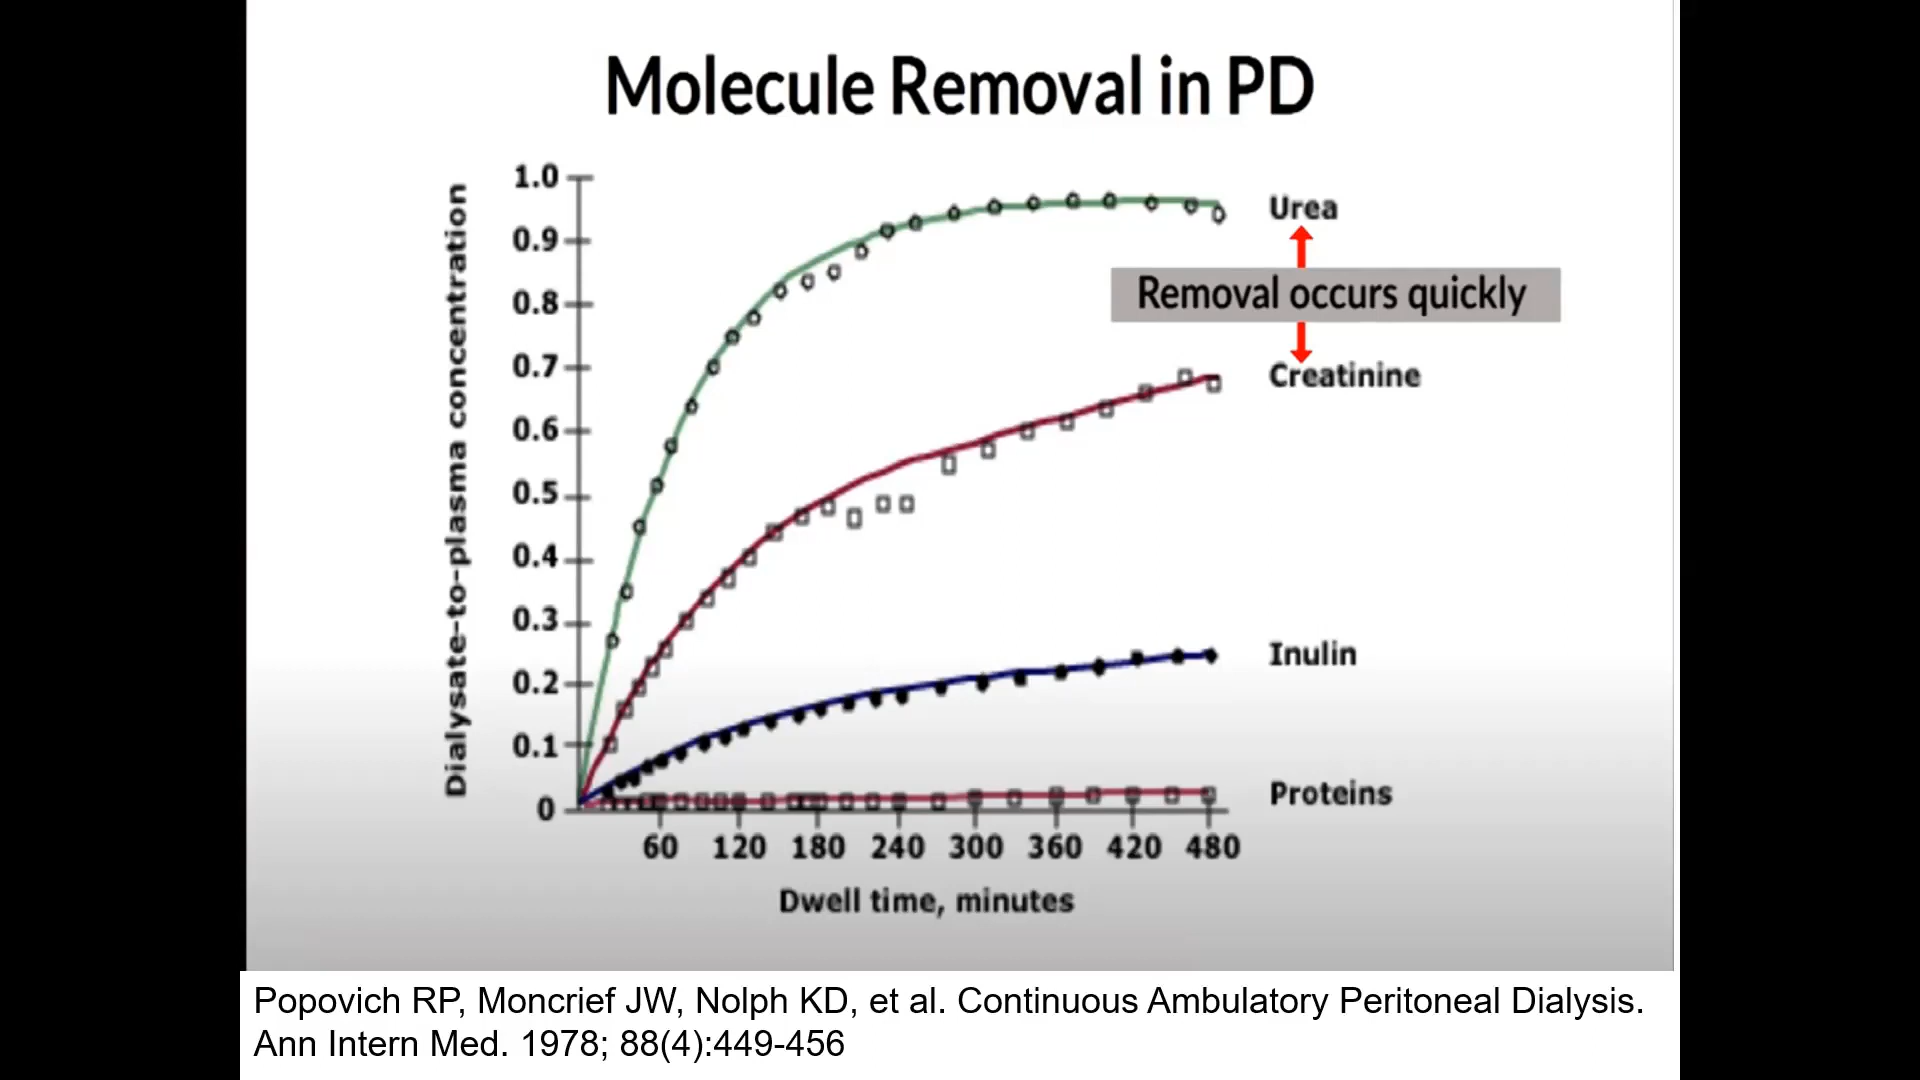 Molecule Removal in PD
Dialysate-to-plasma concentration
1.0
0.9
0.8
0.7
0.6
0.5
0.4
0.3
0.2
0.1
0
Urea
Removal occurs quickly
Creatinine
Inulin
Proteins
60 120 180 240 300 360 420 480
Dwell time, minutes
Popovich RP, Moncrief JW, Nolph KD, et al. Continuous Ambulatory Peritoneal Dialysis.
Ann Intern Med. 1978; 88(4):449-456